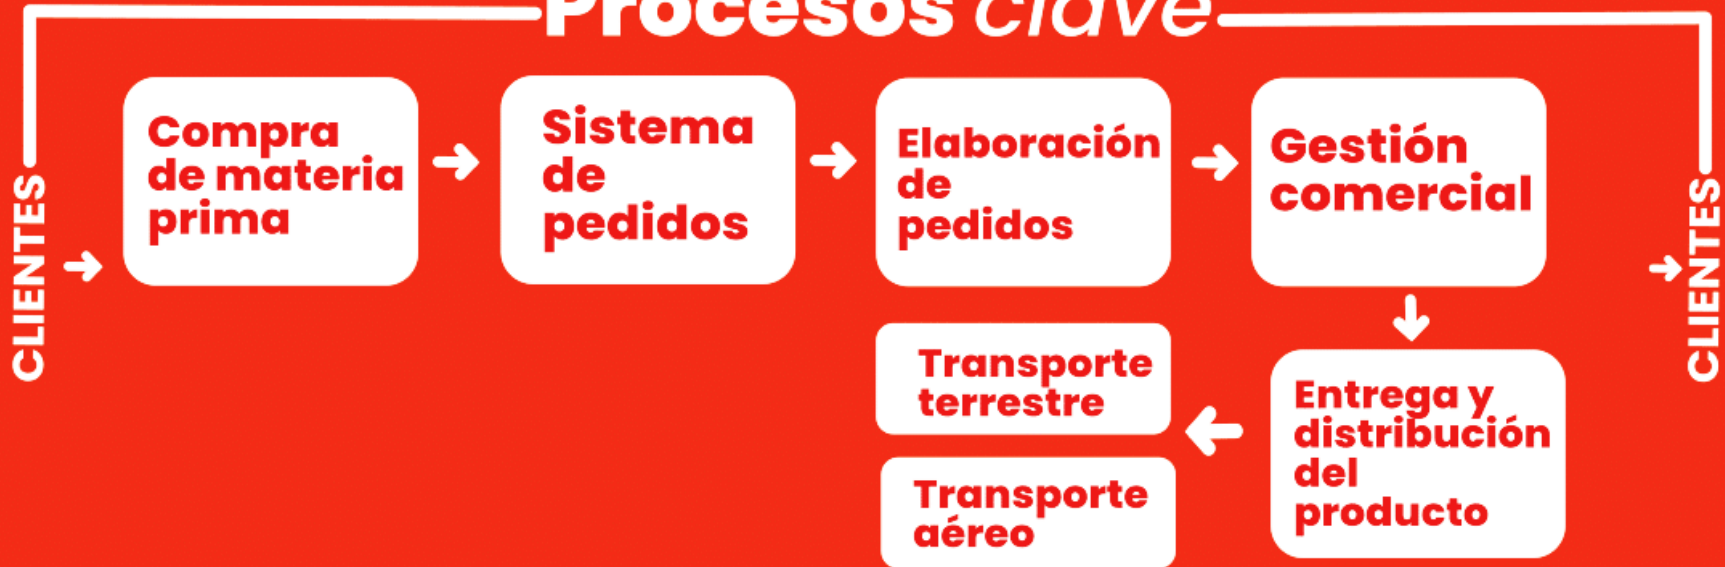 Procesos clave
CLIENTES
Compra
de materia
prima
Sistema
de
pedidos
Elaboración
de
pedidos
Gestión
comercial
Entrega y
distribución
del
producto
Transporte
terrestre
Transporte
aéreo
CLIENTES